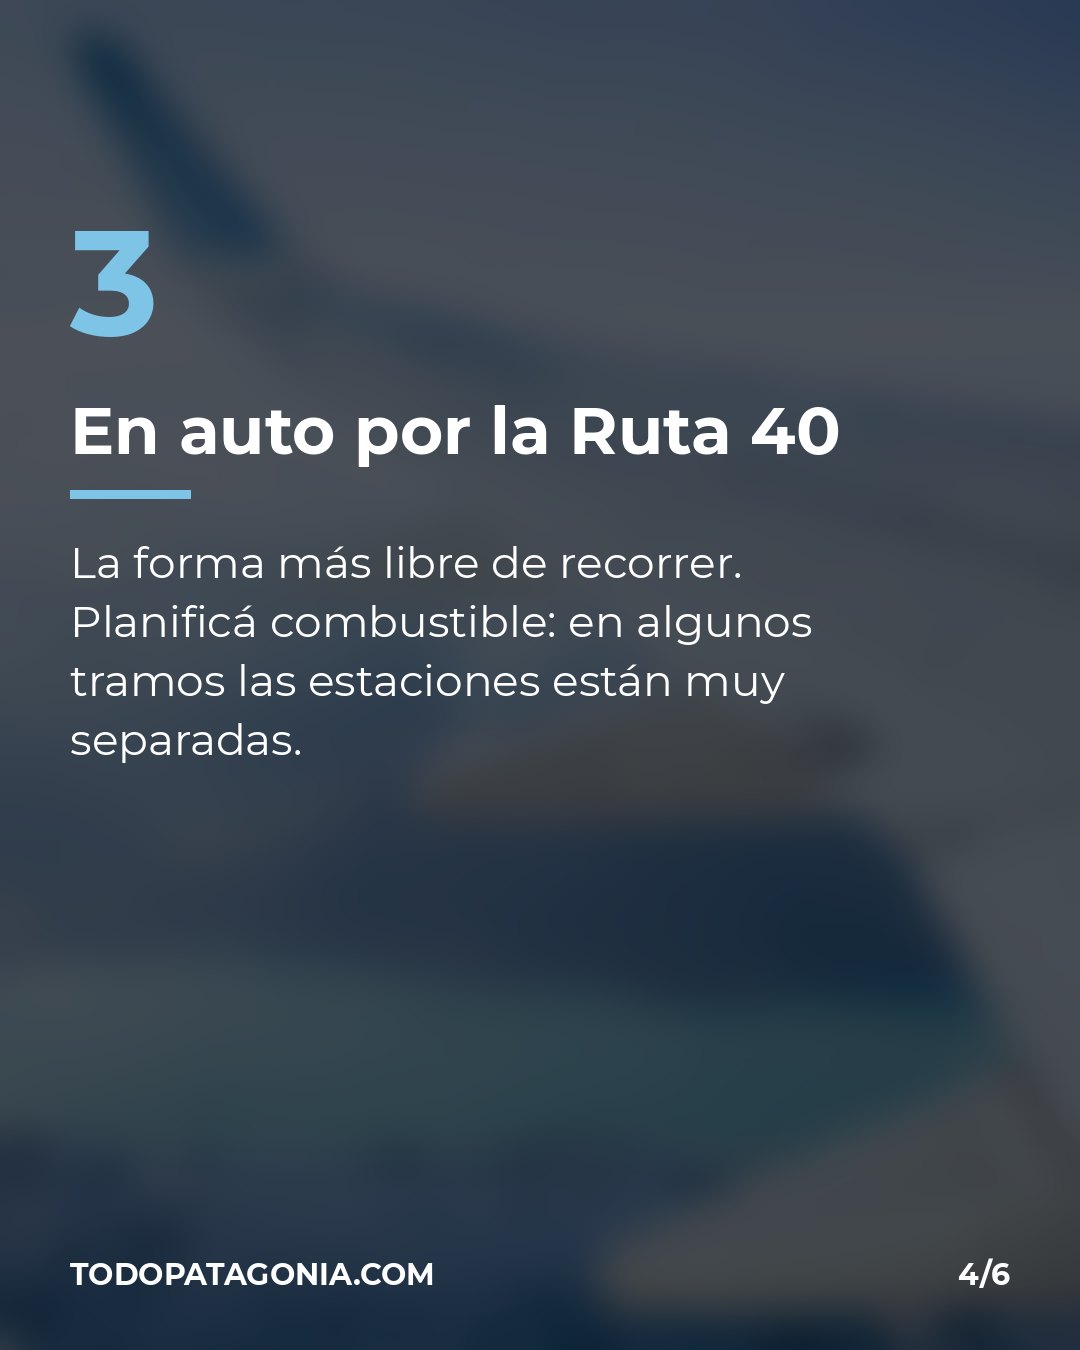 3
En auto por la Ruta 40
La forma más libre de recorrer.
Planificá combustible: en algunos
tramos las estaciones están muy
separadas.
TODOPATAGONIA.COM
4/6